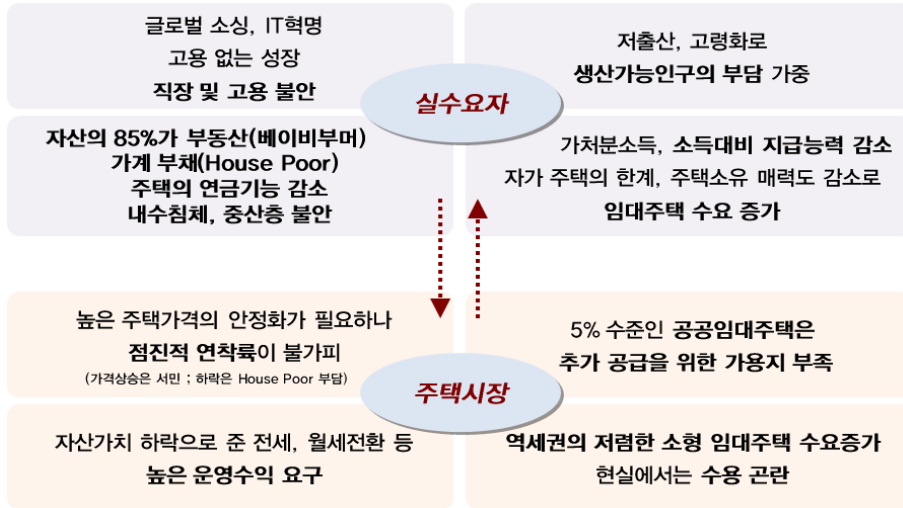 글로벌 소싱, IT혁명
고용 없는 성장
직장 및 고용 불안
저출산, 고령화로
생산가능인구의 부담 가중
실수요자
자산의 85%가 부동산(베이비부머)
가계 부채(House Poor)
주택의 연금기능 감소
내수침체, 중산층 불안
가처분소득, 소득대비 지급능력 감소
자가 주택의 한계, 주택소유 매력도 감소로
임대주택 수요 증가
높은 주택가격의 안정화가 필요하나
점진적 연착륙이 불가피
(가격상승은 서민 ; 하락은 House Poor 부담)
5% 수준인 공공임대주택은
추가 공급을 위한 가용지 부족
주택시장
자산가치 하락으로 준 전세, 월세전환 등
높은 운영수익 요구
역세권의 저렴한 소형 임대주택 수요증가
현실에서는 수용 곤란